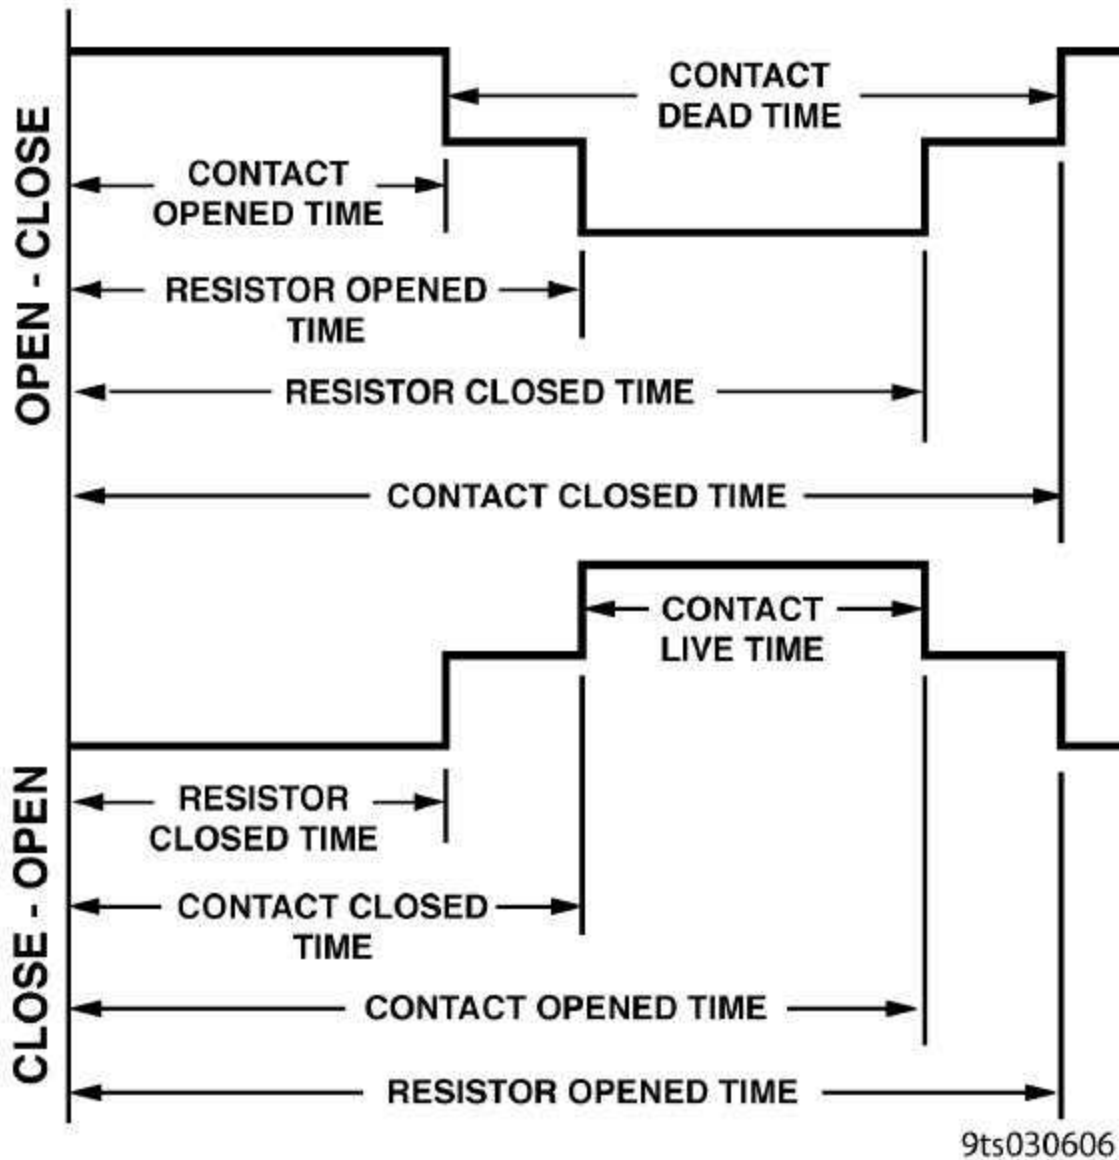 OPEN - CLOSE
CONTACT
DEAD TIME
CONTACT
OPENED TIME
RESISTOR OPENED
TIME
RESISTOR CLOSED TIME
CONTACT CLOSED TIME
CLOSE - OPEN
CONTACT
LIVE TIME
RESISTOR
CLOSED TIME
CONTACT CLOSED
TIME
CONTACT OPENED TIME
RESISTOR OPENED TIME
9ts030606